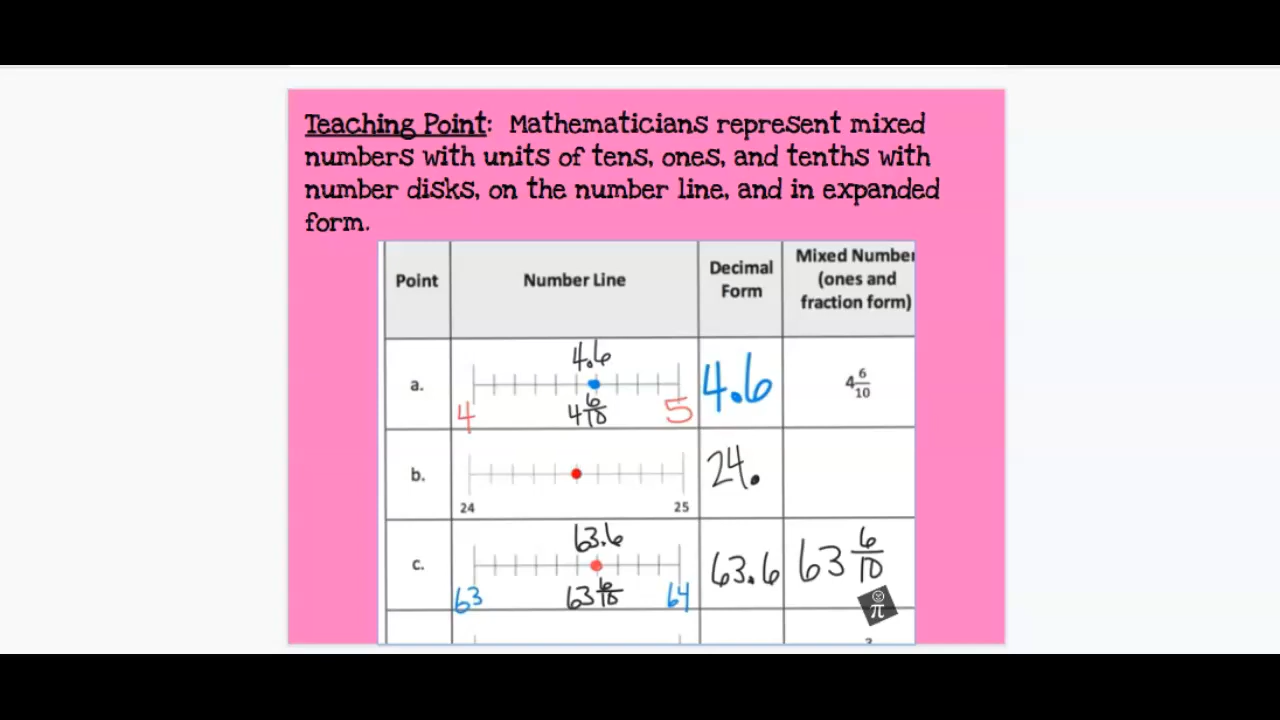 Teaching Point: Mathematicians represent mixed
numbers with units of tens, ones, and tenths with
number disks, on the number line, and in expanded
form.
Point
Number Line
Decimal
Form
Mixed Number
(ones and
fraction form)
a.
4.6
4 6/10
4
5
4.6
4 6/10
b.
24
25
24.
c.
63.6
63 6/10
63
64
63.6
63 6/10
π